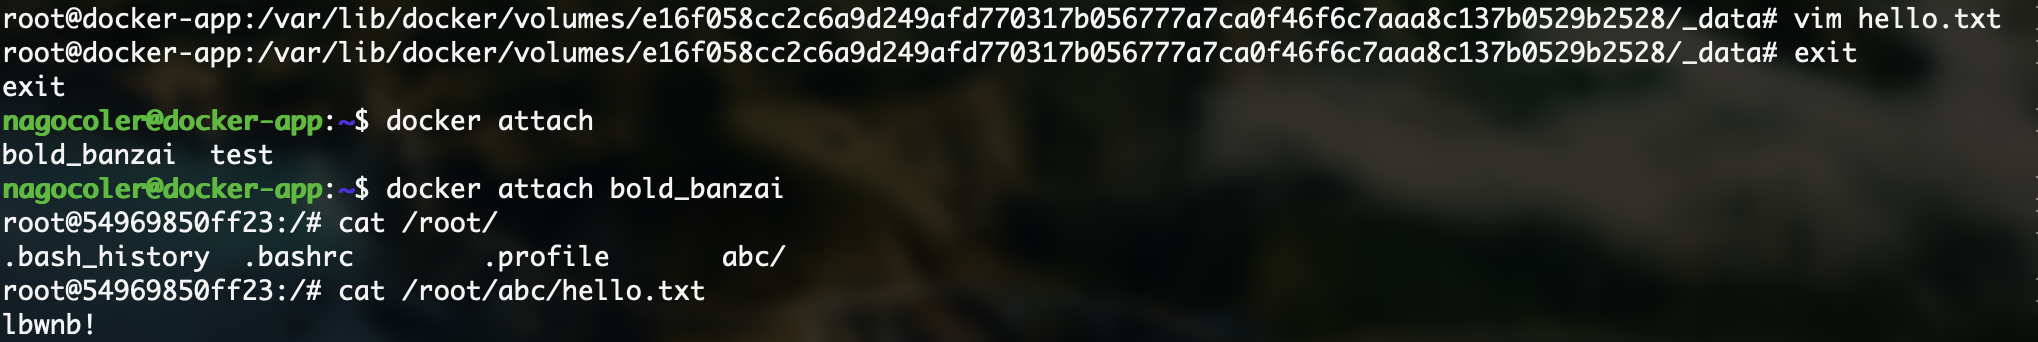 root@docker-app:/var/lib/docker/volumes/e16f058cc2c6a9d249afd770317b056777a7ca0f46f6c7aaa8c137b0529b2528/_data# vim hello.txt
root@docker-app:/var/lib/docker/volumes/e16f058cc2c6a9d249afd770317b056777a7ca0f46f6c7aaa8c137b0529b2528/_data# exit
exit
nagocoler@docker-app:~$ docker attach
bold_banzai  test
nagocoler@docker-app:~$ docker attach bold_banzai
root@54969850ff23:/# cat /root/
.bash_history  .bashrc        .profile       abc/
root@54969850ff23:/# cat /root/abc/hello.txt
lbwnb!